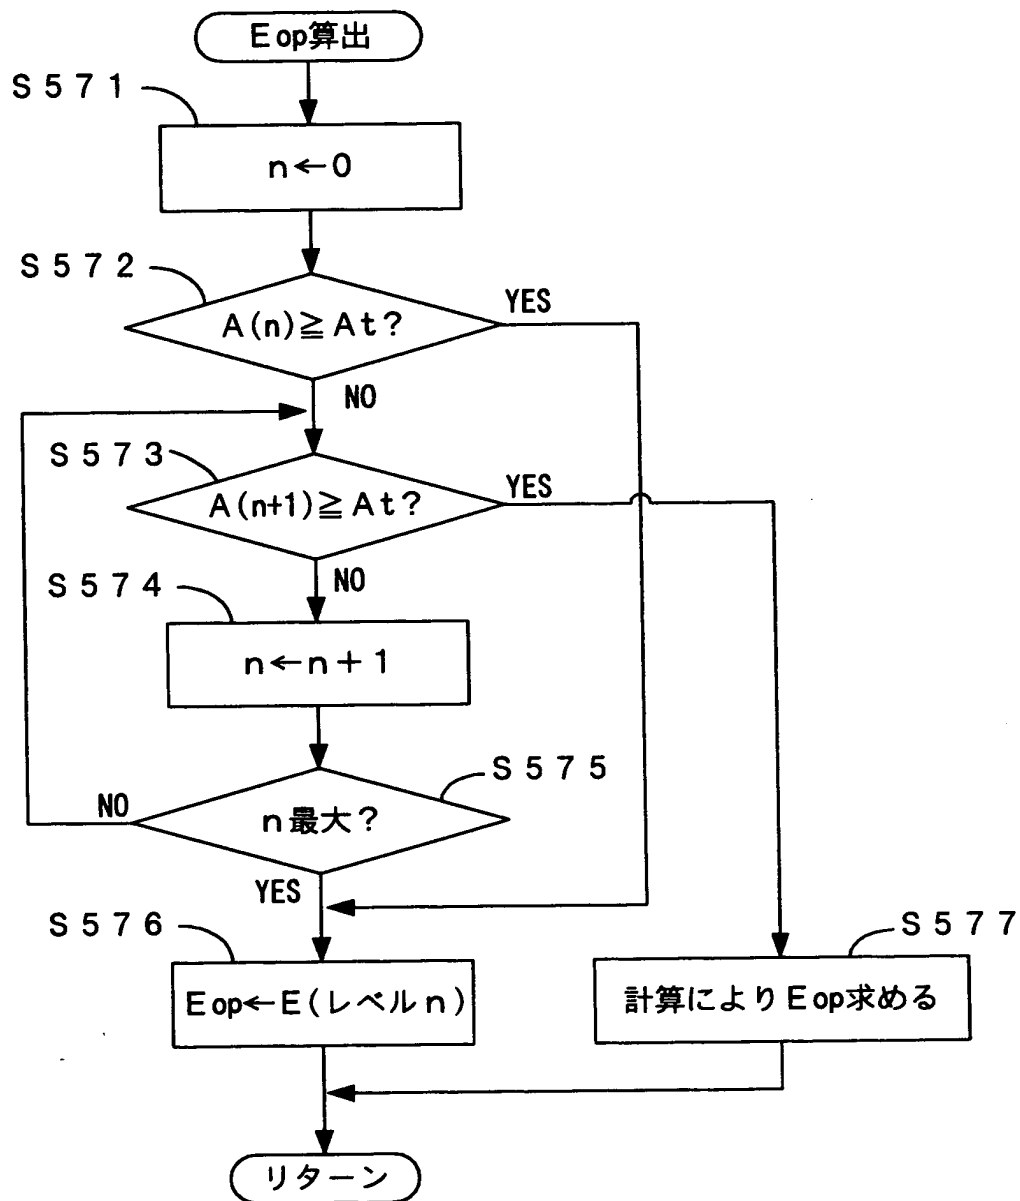 Eop算出
S571
n←0
S572
A(n)≧At?
YES
NO
S573
A(n+1)≧At?
YES
NO
S574
n←n+1
S575
n最大?
NO
YES
S576
Eop←E(レベルn)
S577
計算によりEop求める
リターン